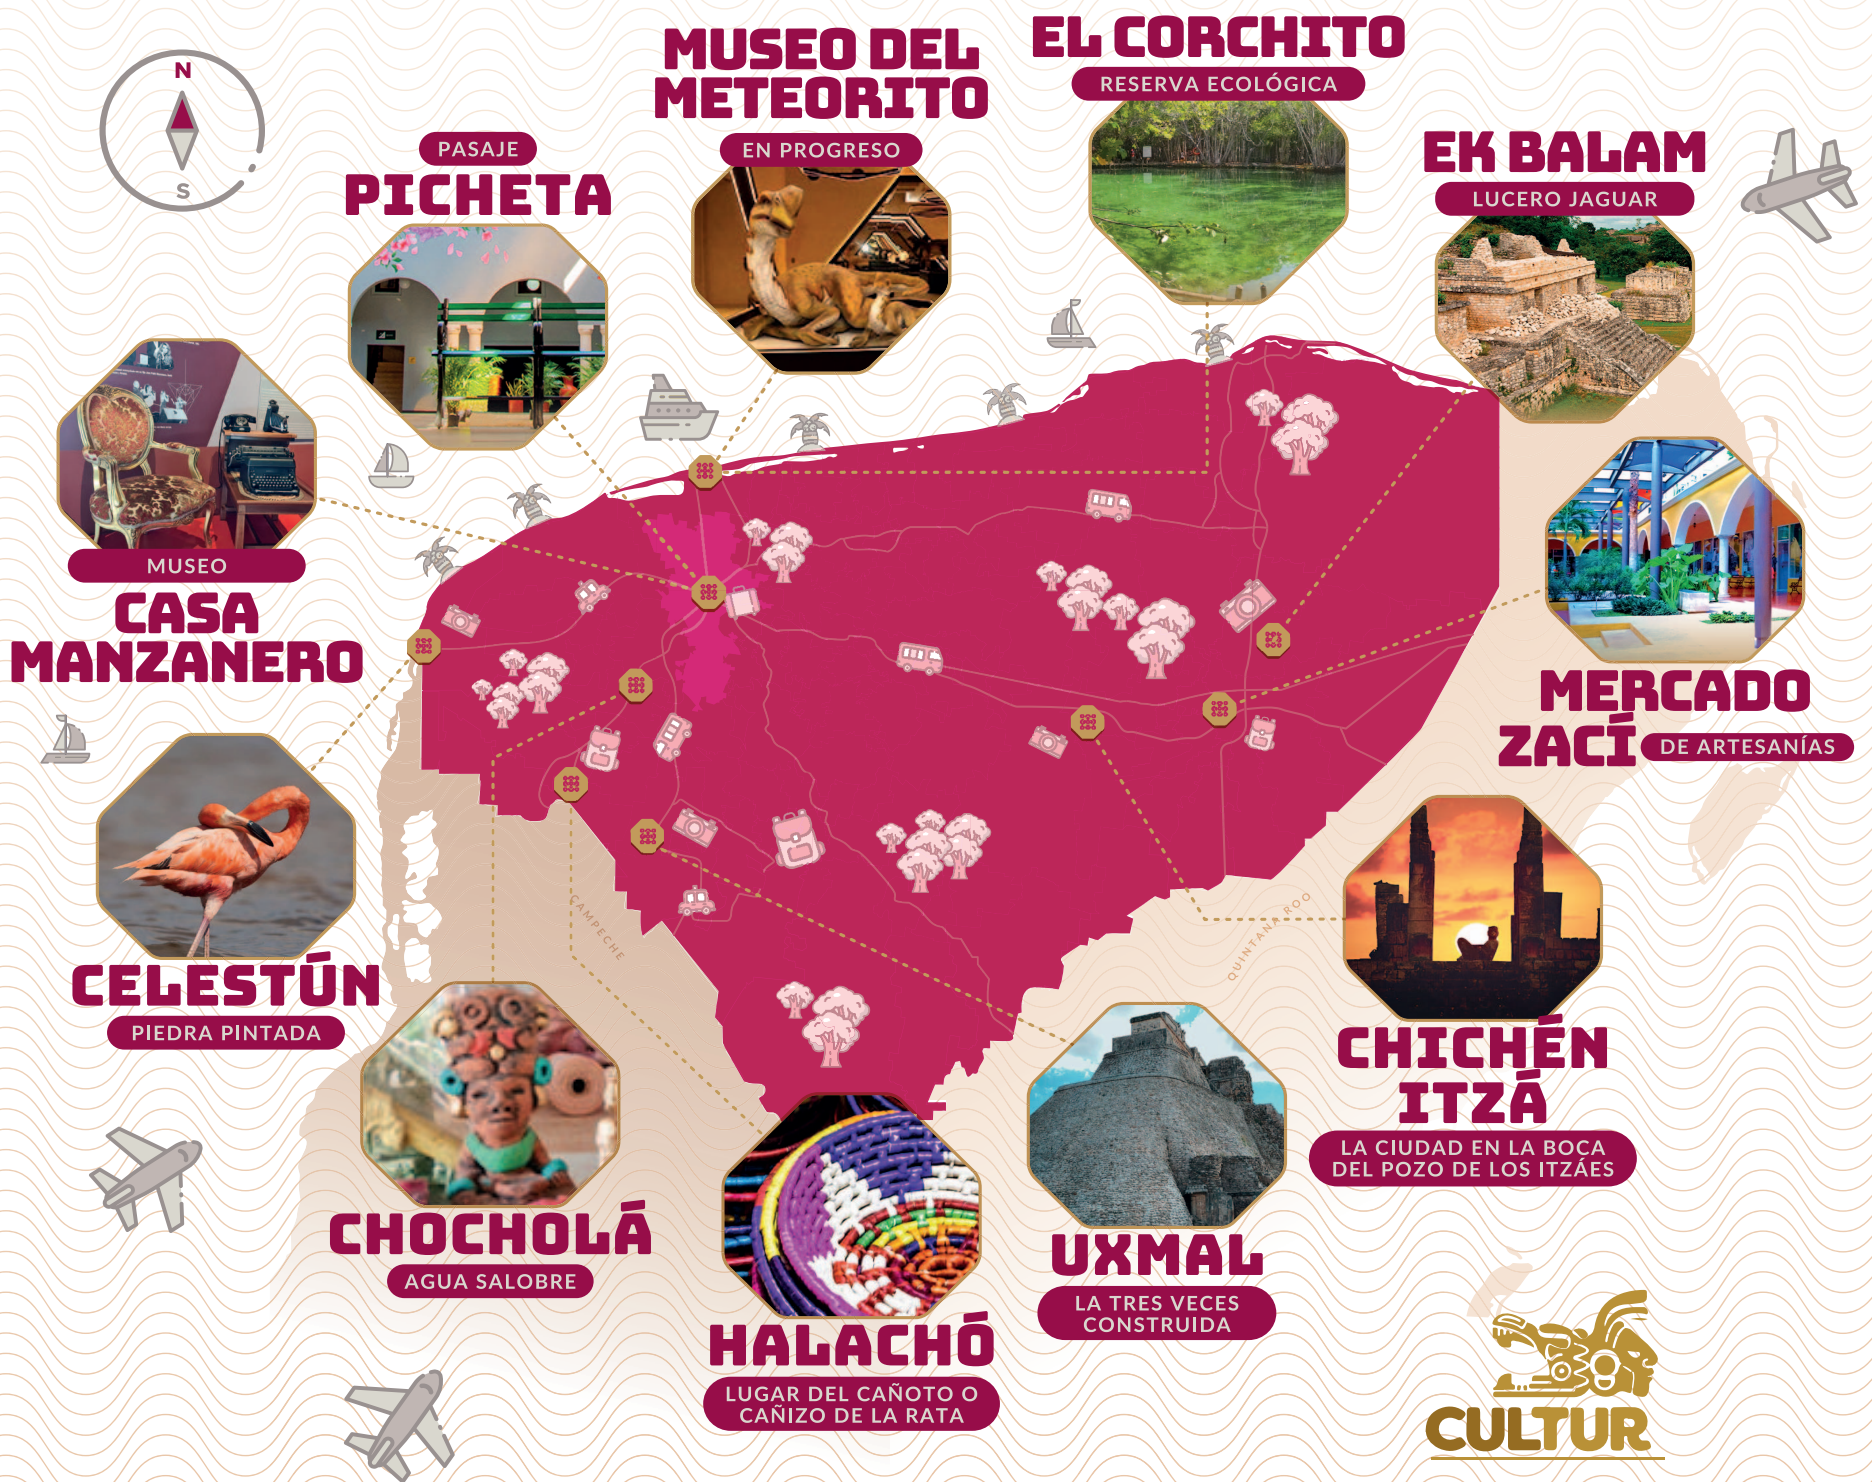 N
S
PASAJE
PICHETA
MUSEO DEL
METEORITO
EN PROGRESO
EL CORCHITO
RESERVA ECOLÓGICA
EK BALAM
LUCERO JAGUAR
MUSEO
CASA
MANZANERO
MERCADO
ZACÍ
DE ARTESANÍAS
CELESTÚN
PIEDRA PINTADA
CAMPECHE
QUINTANA ROO
CHICHÉN
ITZÁ
LA CIUDAD EN LA BOCA
DEL POZO DE LOS ITZÁES
CHOCHOLÁ
AGUA SALOBRE
UXMAL
LA TRES VECES
CONSTRUIDA
HALACHÓ
LUGAR DEL CAÑOTO O
CAÑIZO DE LA RATA
CULTUR